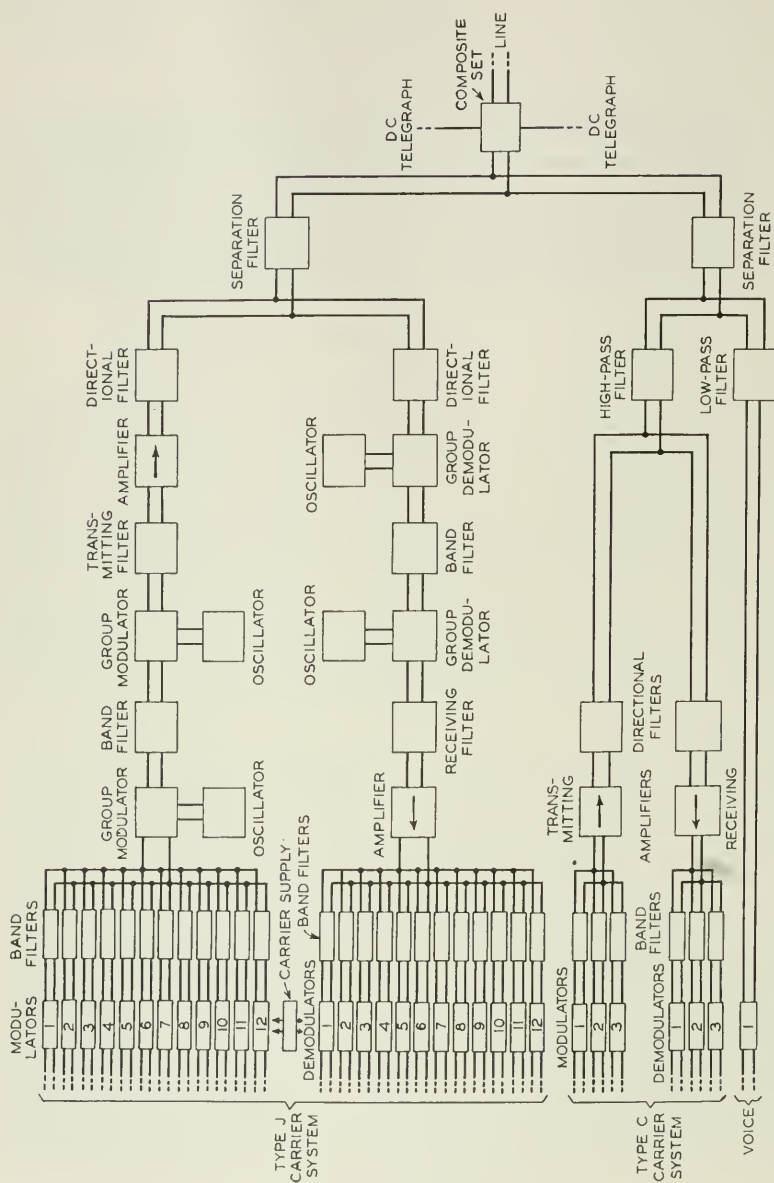 MODU-
LATORS
BAND
FILTERS
GROUP
MODULATOR
BAND
FILTER
GROUP
MODULATOR
TRANS-
MITTING
FILTER
AMPLIFIER
DIRECT-
IONAL
FILTER
SEPARATION
FILTER
DC
TELEGRAPH
COMPOSITE
SET
LINE
DC
TELEGRAPH
1
2
3
4
5
6
7
8
9
10
11
12
OSCILLATOR
OSCILLATOR
CARRIER SUPPLY
TYPE J
CARRIER
SYSTEM
DEMODULATORS
BAND FILTERS
AMPLIFIER
RECEIVING
FILTER
GROUP
DEMODU-
LATOR
OSCILLATOR
BAND
FILTER
GROUP
DEMODU-
LATOR
OSCILLATOR
DIRECT-
IONAL
FILTER
1
2
3
4
5
6
7
8
9
10
11
12
MODULATORS
1
2
3
TRANS-
MITTING
AMPLIFIERS
RECEIVING
DIRECTIONAL
FILTERS
HIGH-PASS
FILTER
LOW-PASS
FILTER
SEPARATION
FILTER
TYPE C
CARRIER
SYSTEM
DEMODULATORS
BAND FILTERS
1
2
3
VOICE
1